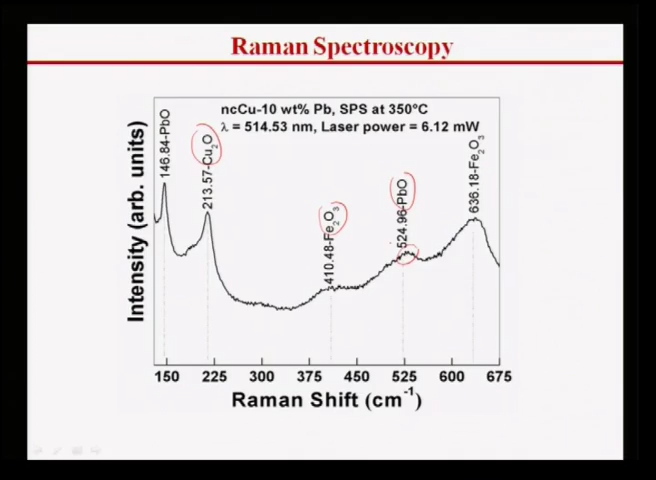 Raman Spectroscopy
ncCu-10 wt% Pb, SPS at 350°C
λ = 514.53 nm, Laser power = 6.12 mW
146.84-PbO
213.57-Cu₂O
410.48-Fe₂O₃
524.96-PbO
636.18-Fe₂O₃
Intensity (arb. units)
150 225 300 375 450 525 600 675
Raman Shift (cm⁻¹)